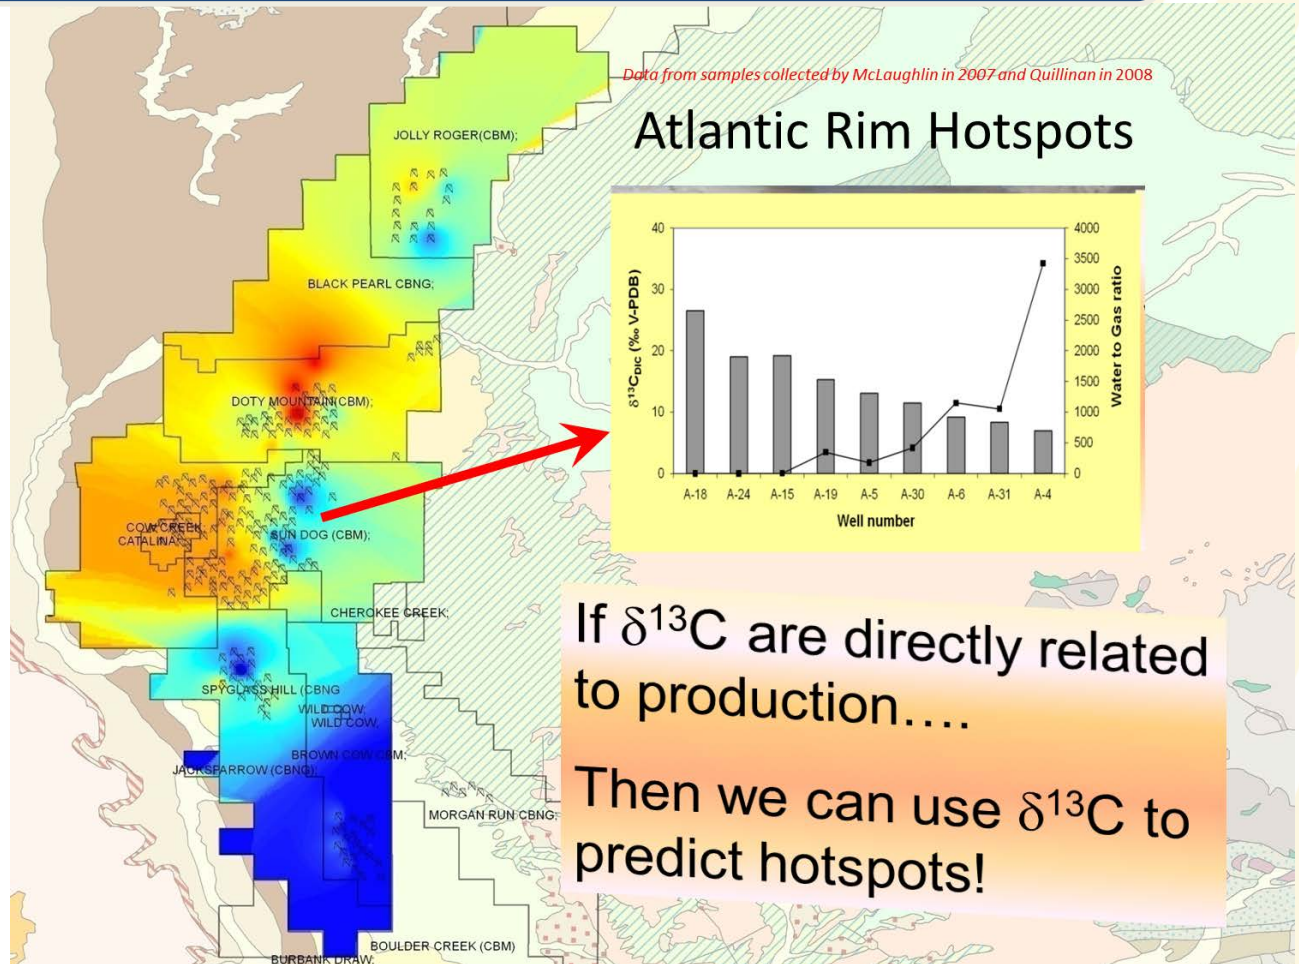 Data from samples collected by McLaughlin in 2007 and Quillinan in 2008
Atlantic Rim Hotspots
JOLLY ROGER(CBM);
BLACK PEARL CBNG;
DOTY MOUNTAIN(CBM);
COW CREEK;
CATALINA;
SUN DOG (CBM);
CHEROKEE CREEK;
SPYGLASS HILL (CBNG
WILD COW;
WILD COW;
BROWN COW CBM;
JACKSPARROW (CBNG);
MORGAN RUN CBNG;
BOULDER CREEK (CBM)
BURBANK DRAW;
δ¹³C_DIC (‰ V-PDB)
40
30
20
10
0
Water to Gas ratio
4000
3500
3000
2500
2000
1500
1000
500
0
A-18 A-24 A-15 A-19 A-5 A-30 A-6 A-31 A-4
Well number
If δ¹³C are directly related
to production....
Then we can use δ¹³C to
predict hotspots!